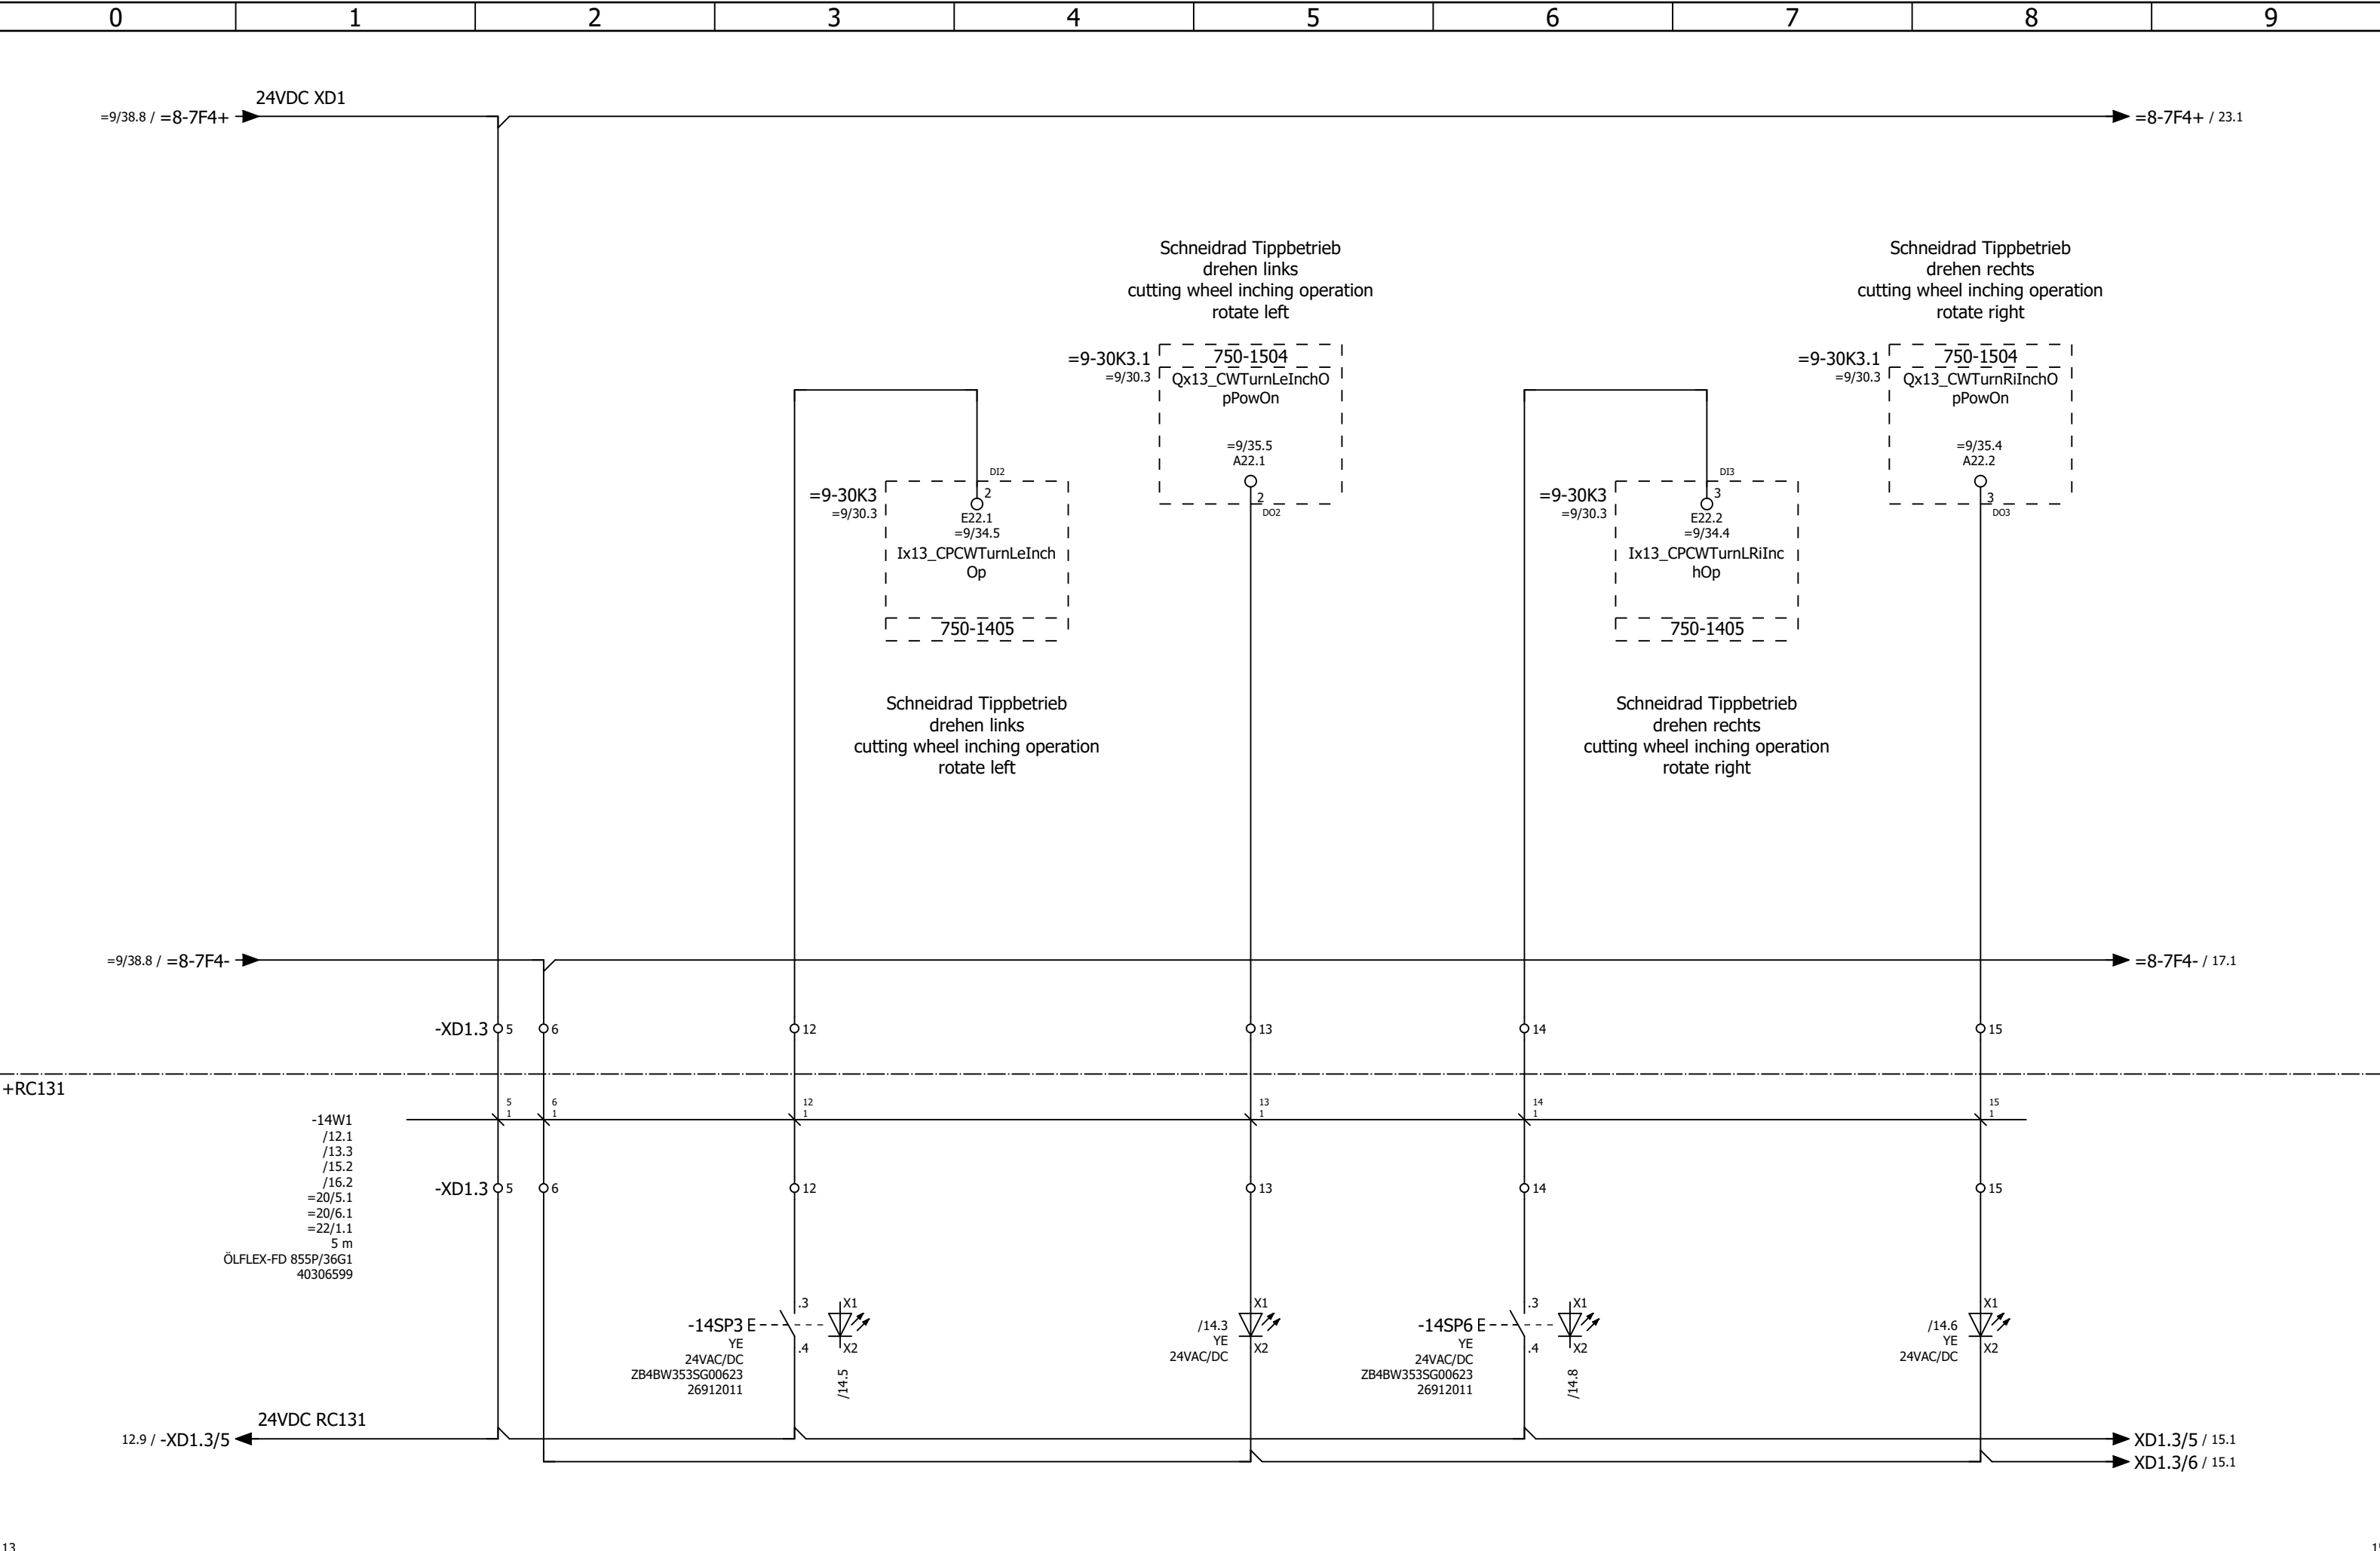 0 1 2 3 4 5 6 7 8 9
24VDC XD1
=9/38.8 / =8-7F4+
=8-7F4+ / 23.1
Schneidrad Tippbetrieb
drehen links
cutting wheel inching operation
rotate left
Schneidrad Tippbetrieb
drehen rechts
cutting wheel inching operation
rotate right
=9-30K3.1
=9/30.3
750-1504
Qx13_CWTurnLeInchO
pPowOn
=9/35.5
A22.1
2
DO2
=9-30K3.1
=9/30.3
750-1504
Qx13_CWTurnRiInchO
pPowOn
=9/35.4
A22.2
3
DO3
=9-30K3
=9/30.3
DI2
2
E22.1
=9/34.5
Ix13_CPCWTurnLeInch
Op
750-1405
=9-30K3
=9/30.3
DI3
3
E22.2
=9/34.4
Ix13_CPCWTurnLRiInc
hOp
750-1405
Schneidrad Tippbetrieb
drehen links
cutting wheel inching operation
rotate left
Schneidrad Tippbetrieb
drehen rechts
cutting wheel inching operation
rotate right
=9/38.8 / =8-7F4-
=8-7F4- / 17.1
-XD1.3 5 6 12 13 14 15
+RC131
5 6 12 13 14 15
1 1 1 1 1 1
-14W1
/12.1
/13.3
/15.2
/16.2
=20/5.1
=20/6.1
=22/1.1
5 m
ÖLFLEX-FD 855P/36G1
40306599
-XD1.3 5 6 12 13 14 15
-14SP3
YE
24VAC/DC
ZB4BW353SG00623
26912011
.3
.4
X1
X2
/14.5
/14.3
YE
24VAC/DC
X1
X2
-14SP6
YE
24VAC/DC
ZB4BW353SG00623
26912011
.3
.4
X1
X2
/14.8
/14.6
YE
24VAC/DC
X1
X2
24VDC RC131
12.9 / -XD1.3/5
XD1.3/5 / 15.1
XD1.3/6 / 15.1
13